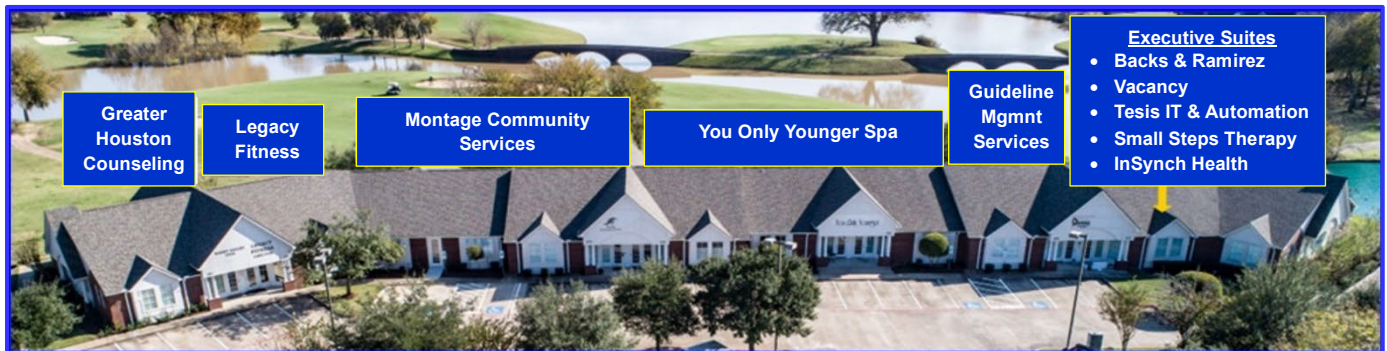 Greater
Houston
Counseling
Legacy
Fitness
Montage Community
Services
You Only Younger Spa
Guideline
Mgmnt
Services
Executive Suites
• Backs & Ramirez
• Vacancy
• Tesis IT & Automation
• Small Steps Therapy
• InSynch Health